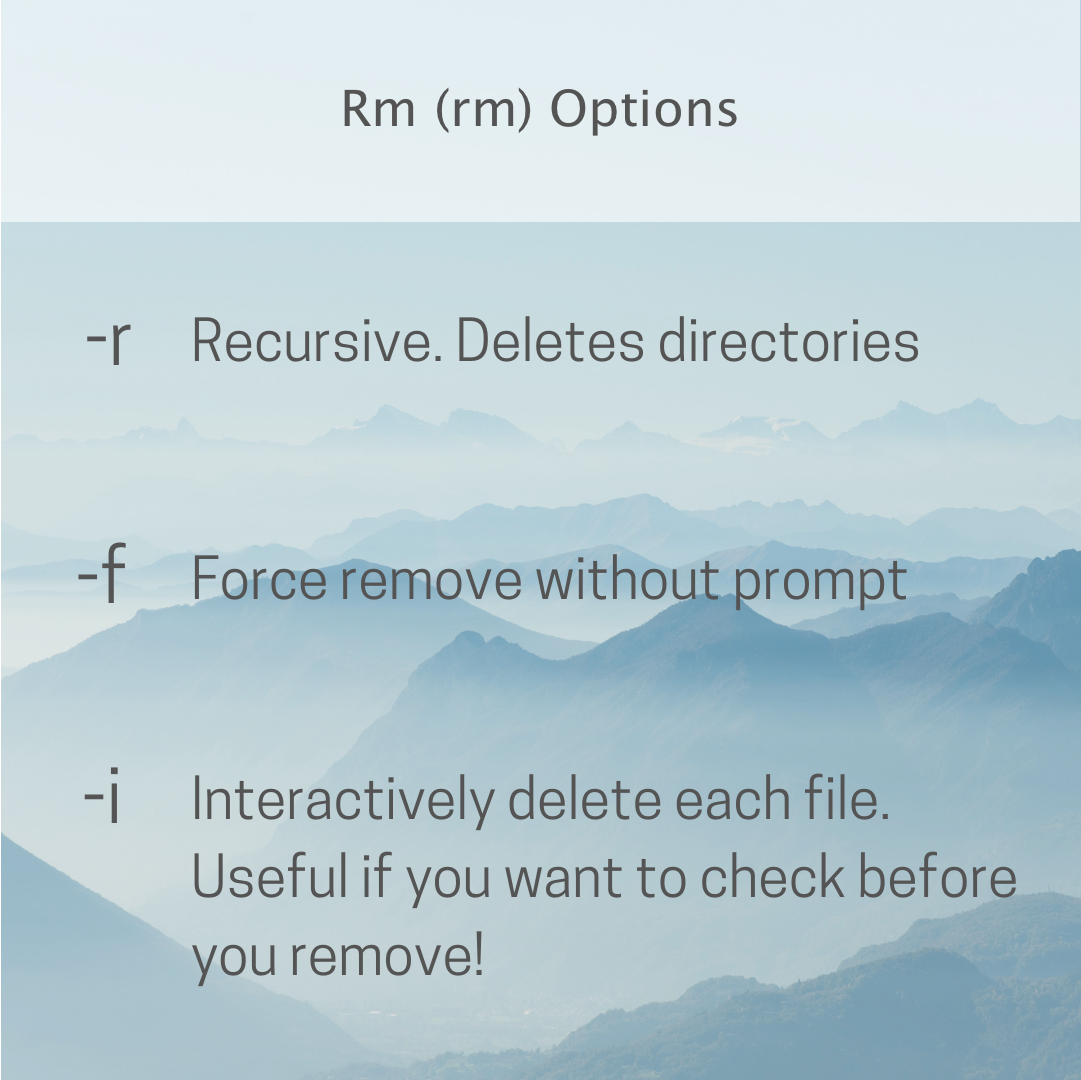 Rm (rm) Options
-r Recursive. Deletes directories
-f Force remove without prompt
-i Interactively delete each file.
Useful if you want to check before
you remove!